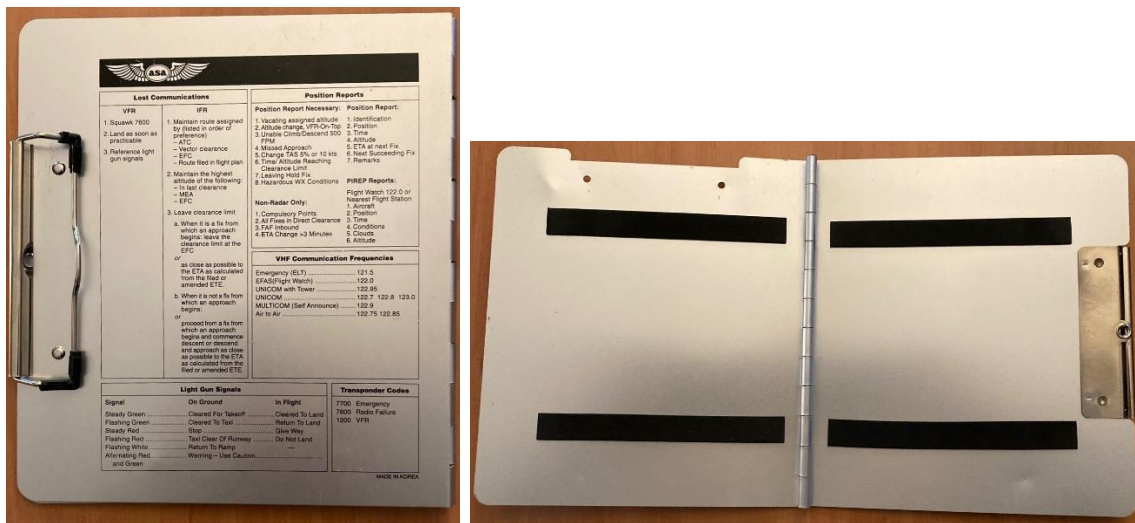 asa
Lost Communications
VFR
1. Squawk 7600
2. Land as soon as
practicable
3. Reference light
gun signals
IFR
1. Maintain route assigned
by (listed in order of
preference)
– ATC
– Vector clearance
– EFC
– Route filed in flight plan
2. Maintain the highest
altitude of the following:
– In last clearance
– MEA
– EFC
3. Leave clearance limit
a. When it is a fix from
which an approach
begins: leave the
clearance limit at the
EFC
or
as close as possible to
the ETA as calculated
from the filed or
amended ETE.
b. When it is not a fix from
which an approach
begins:
or
proceed from a fix from
which an approach
begins and commence
descent or descend
and approach as close
as possible to the ETA
as calculated from the
filed or amended ETE.
Position Reports
Position Report Necessary:
1. Vacating assigned altitude
2. Altitude change, VFR-On-Top
3. Unable Climb/Descend 500
FPM
4. Missed Approach
5. Change TAS 5% or 10 kts
6. Time/ Altitude Reaching
Clearance Limit
7. Leaving Hold Fix
8. Hazardous WX Conditions
Non-Radar Only:
1. Compulsory Points
2. All Fixes in Direct Clearance
3. FAF Inbound
4. ETA Change >3 Minutes
Position Report:
1. Identification
2. Position
3. Time
4. Altitude
5. ETA at next Fix
6. Next Succeeding Fix
7. Remarks
PIREP Reports:
Flight Watch 122.0 or
Nearest Flight Station
1. Aircraft
2. Position
3. Time
4. Conditions
5. Clouds
6. Altitude
VHF Communication Frequencies
Emergency (ELT) ..................... 121.5
EFAS(Flight Watch) ................. 122.0
UNICOM with Tower ................ 122.95
UNICOM ................................ 122.7 122.8 123.0
MULTICOM (Self Announce) ...... 122.9
Air to Air ................................ 122.75 122.85
Light Gun Signals
Signal On Ground In Flight
Steady Green ............ Cleared For Takeoff ....... Cleared To Land
Flashing Green .......... Cleared To Taxi ............ Return To Land
Steady Red .............. Stop ........................... Give Way
Flashing Red ............ Taxi Clear Of Runway ..... Do Not Land
Flashing White .......... Return To Ramp —
Alternating Red......... Warning – Use Caution.....................
and Green
Transponder Codes
7700 Emergency
7600 Radio Failure
1200 VFR
MADE IN KOREA